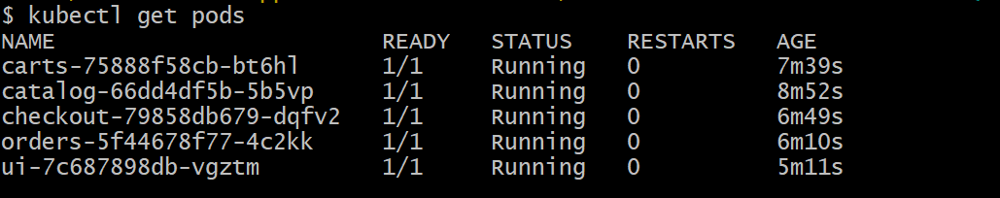 $ kubectl get pods
NAME READY STATUS RESTARTS AGE
carts-75888f58cb-bt6hl 1/1 Running 0 7m39s
catalog-66dd4df5b-5b5vp 1/1 Running 0 8m52s
checkout-79858db679-dqfv2 1/1 Running 0 6m49s
orders-5f44678f77-4c2kk 1/1 Running 0 6m10s
ui-7c687898db-vgztm 1/1 Running 0 5m11s